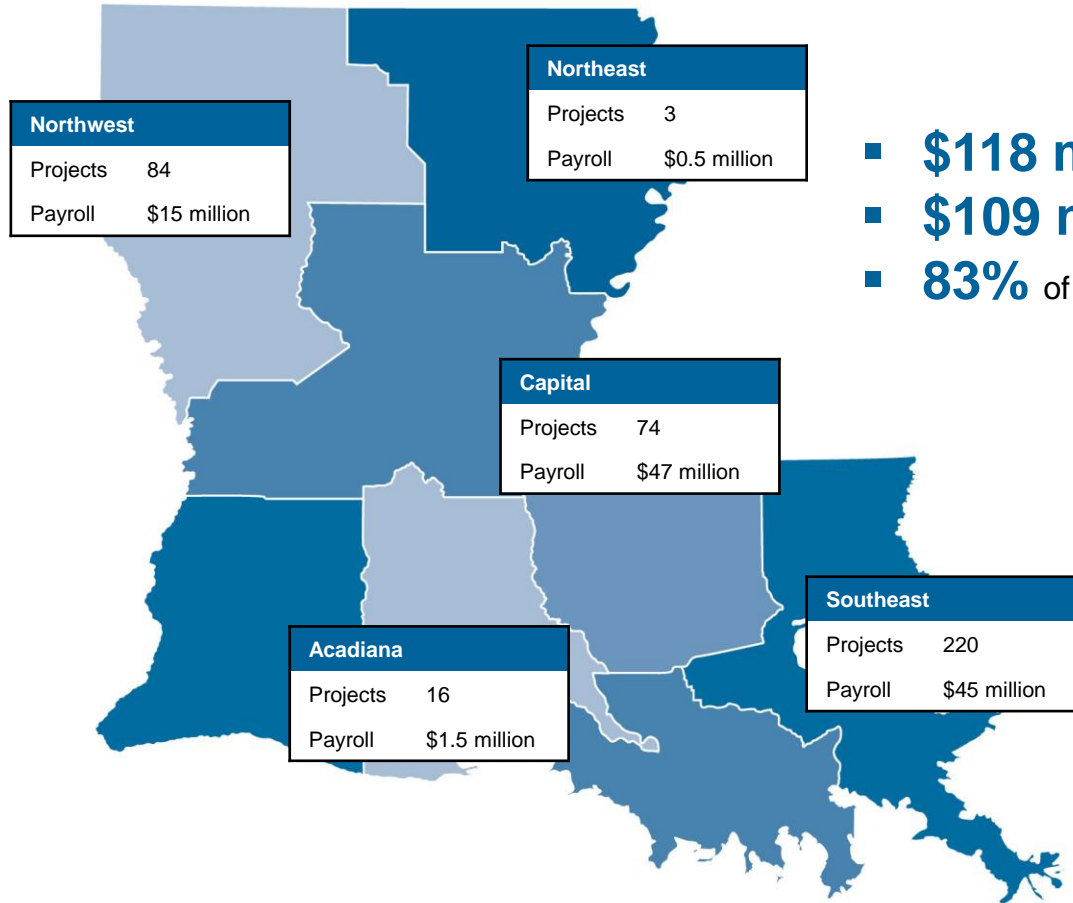 Northeast
Projects 3
Payroll $0.5 million
Northwest
Projects 84
Payroll $15 million
▪ $118
▪ $109
▪ 83% of
Capital
Projects 74
Payroll $47 million
Southeast
Projects 220
Payroll $45 million
Acadiana
Projects 16
Payroll $1.5 million